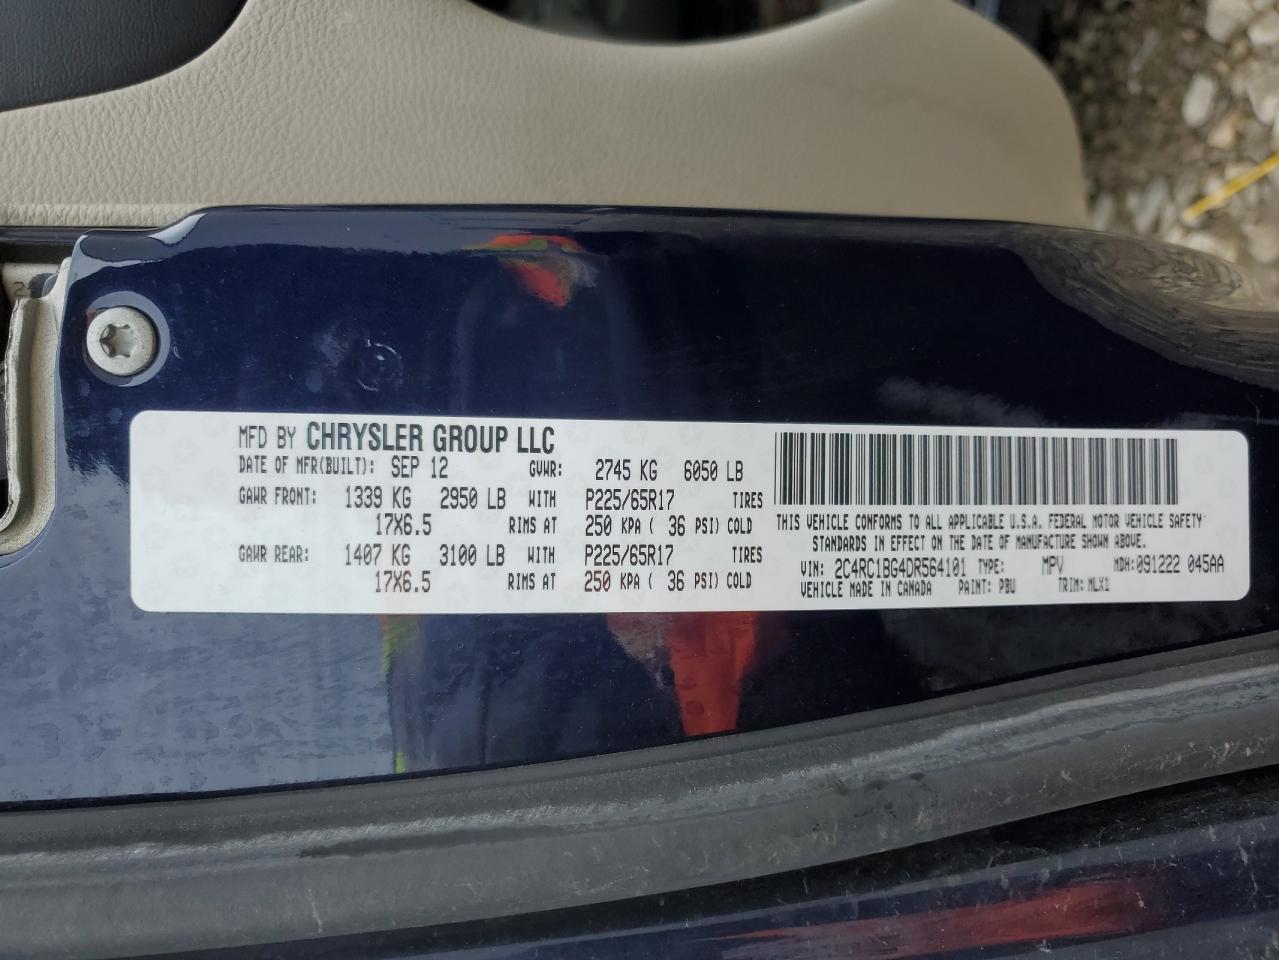 MFD BY CHRYSLER GROUP LLC
DATE OF MFR(BUILT): SEP 12 GVWR: 2745 KG 6050 LB
GAWR FRONT: 1339 KG 2950 LB WITH P225/65R17 TIRES
17X6.5 RIMS AT 250 KPA ( 36 PSI) COLD
GAWR REAR: 1407 KG 3100 LB WITH P225/65R17 TIRES
17X6.5 RIMS AT 250 KPA ( 36 PSI) COLD
THIS VEHICLE CONFORMS TO ALL APPLICABLE U.S.A. FEDERAL MOTOR VEHICLE SAFETY
STANDARDS IN EFFECT ON THE DATE OF MANUFACTURE SHOWN ABOVE.
VIN: 2C4RC1BG4DR564101 TYPE: MPV MDH:091222 045AA
VEHICLE MADE IN CANADA PAINT: PBU TRIM: MLX1